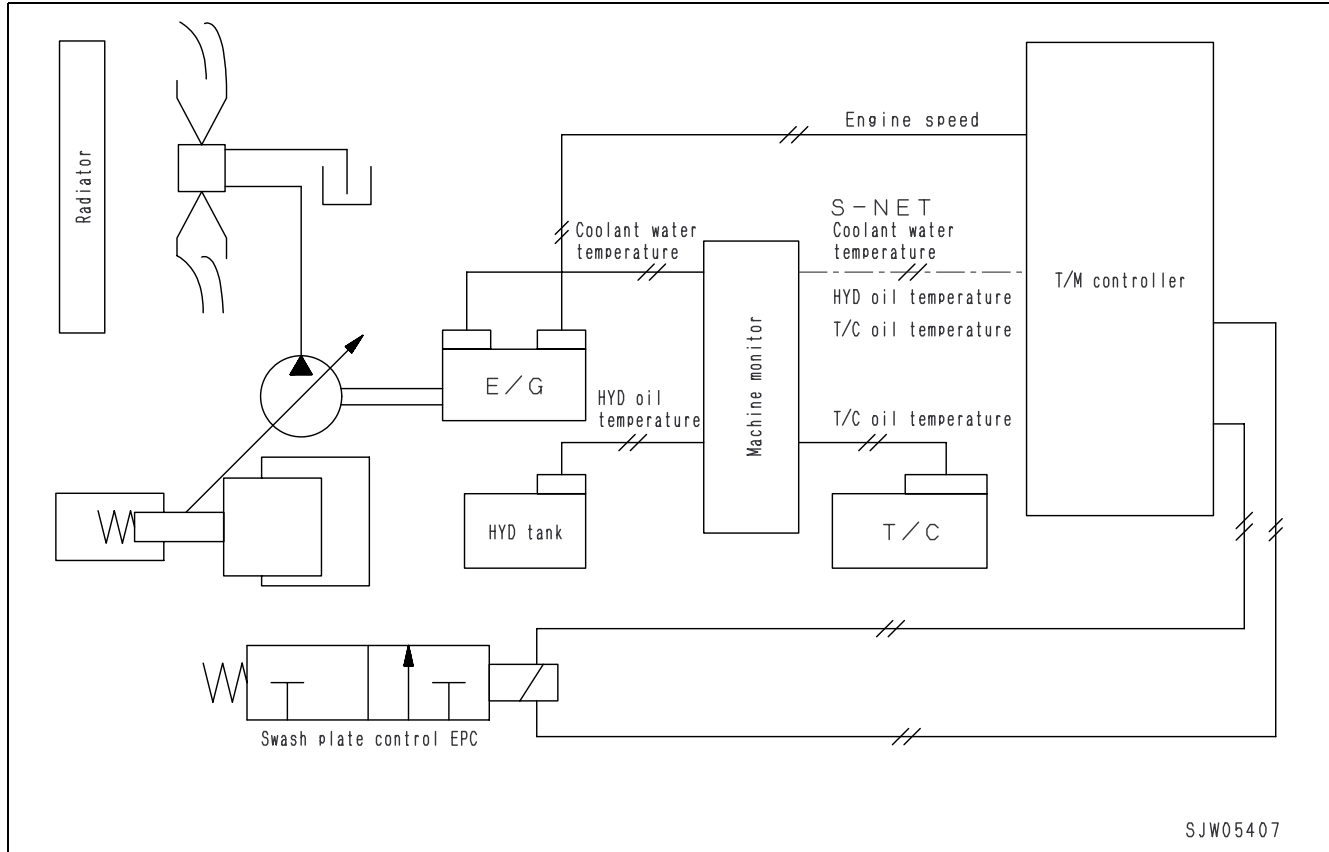 Radiator
Engine speed
S-NET
Coolant water
temperature
Coolant water
temperature
HYD oil temperature
T/C oil temperature
T/M controller
E/G
HYD oil
temperature
Machine monitor
T/C oil temperature
HYD tank
T/C
Swash plate control EPC
SJW05407